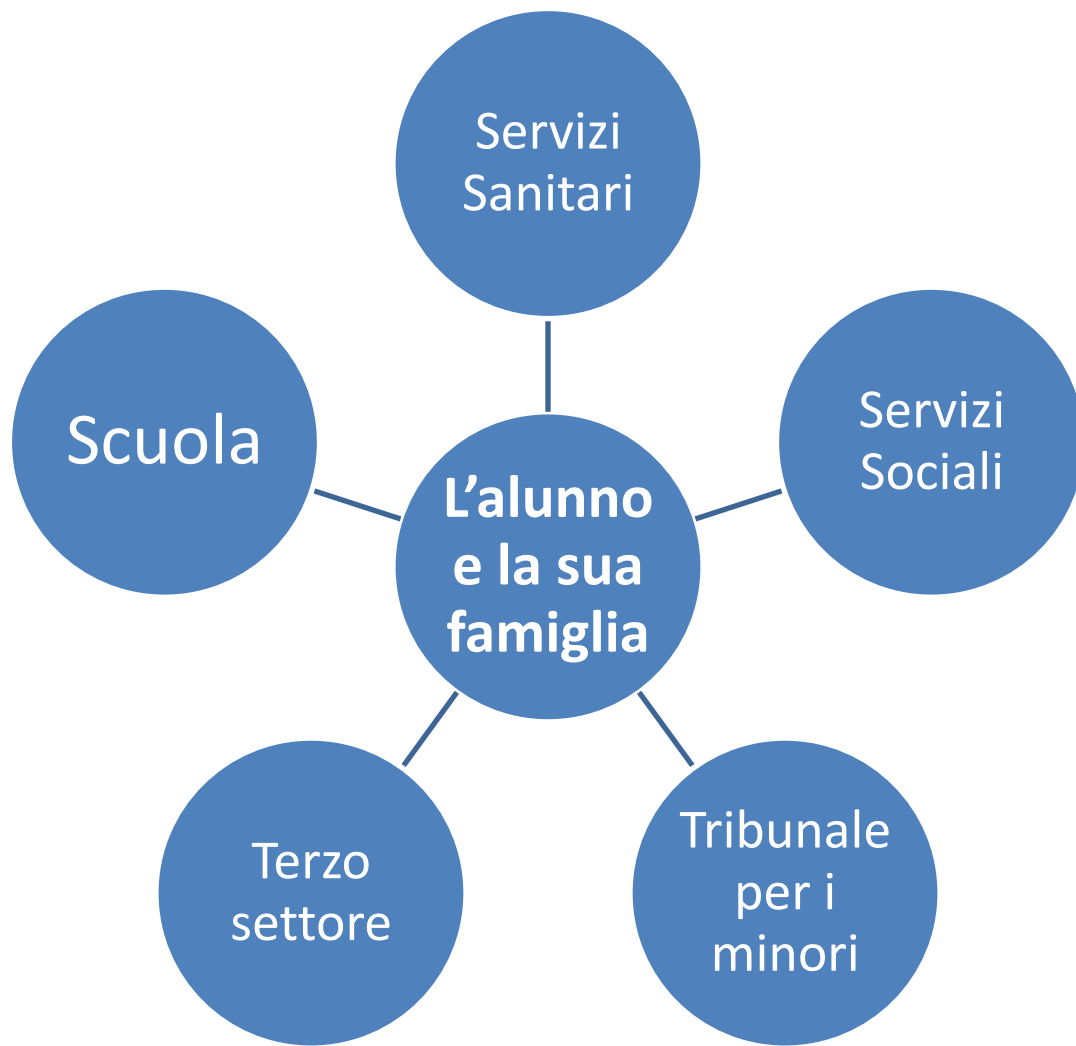 Servizi
Sanitari
Scuola
Servizi
Sociali
L’alunno
e la sua
famiglia
Terzo
settore
Tribunale
per i
minori